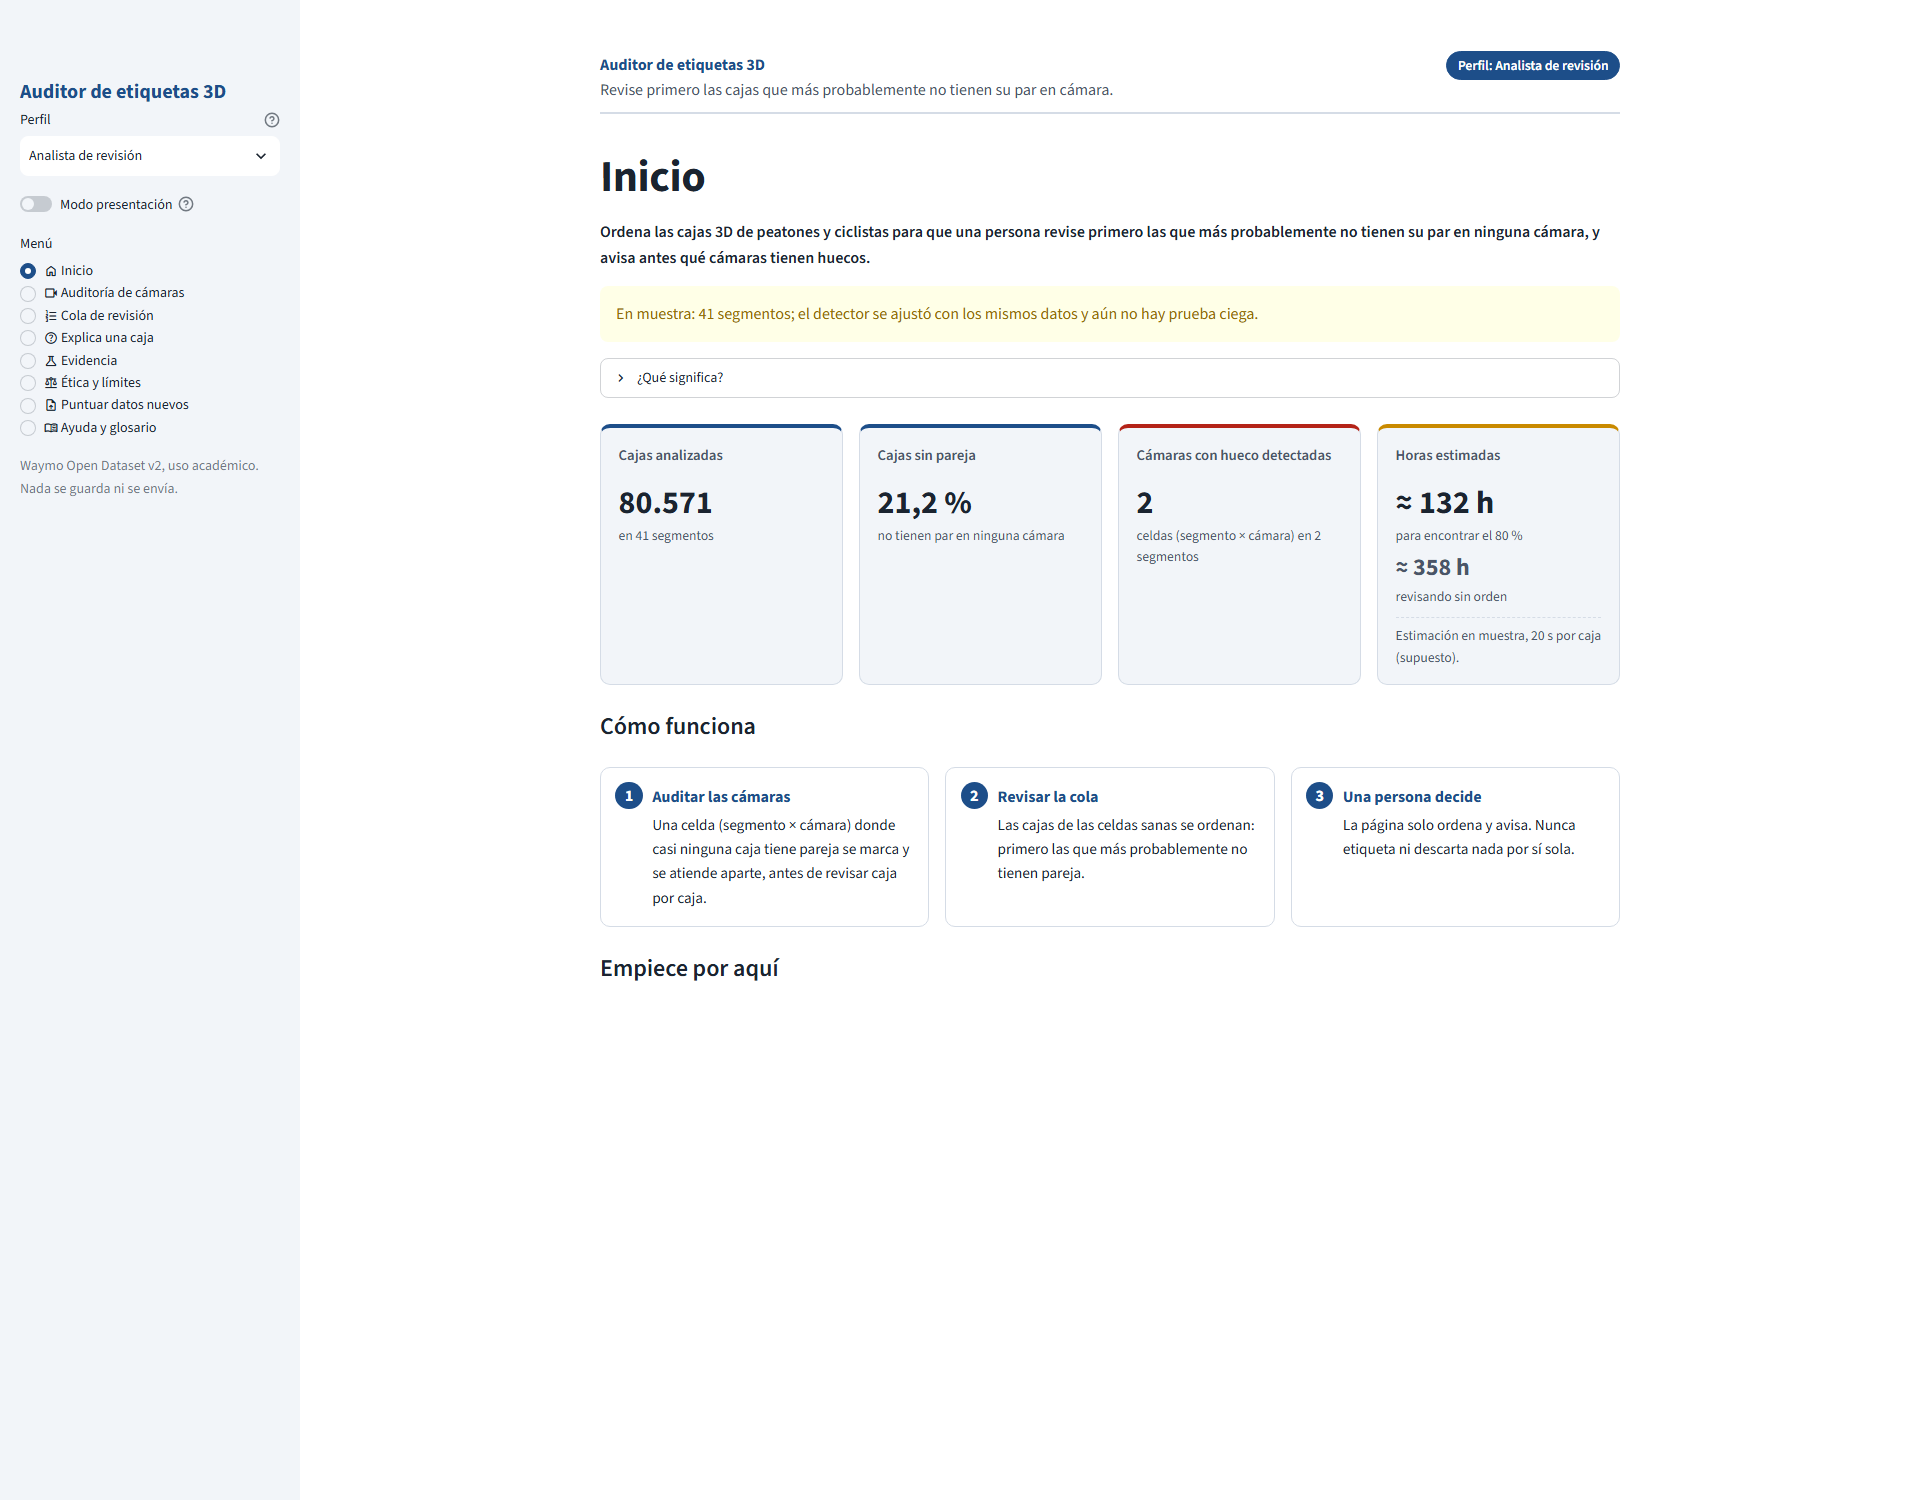 Auditor de etiquetas 3D
Perfil
Analista de revisión
Modo presentación
Menú
Inicio
Auditoría de cámaras
Cola de revisión
Explica una caja
Evidencia
Ética y límites
Puntuar datos nuevos
Ayuda y glosario
Waymo Open Dataset v2, uso académico.
Nada se guarda ni se envía.
Auditor de etiquetas 3D
Perfil: Analista de revisión
Revise primero las cajas que más probablemente no tienen su par en cámara.
Inicio
Ordena las cajas 3D de peatones y ciclistas para que una persona revise primero las que más probablemente no tienen su par en ninguna cámara, y
avisa antes qué cámaras tienen huecos.
En muestra: 41 segmentos; el detector se ajustó con los mismos datos y aún no hay prueba ciega.
¿Qué significa?
Cajas analizadas
80.571
en 41 segmentos
Cajas sin pareja
21,2 %
no tienen par en ninguna cámara
Cámaras con hueco detectadas
2
celdas (segmento × cámara) en 2
segmentos
Horas estimadas
≈ 132 h
para encontrar el 80 %
≈ 358 h
revisando sin orden
Estimación en muestra, 20 s por caja
(supuesto).
Cómo funciona
1 Auditar las cámaras
Una celda (segmento × cámara) donde
casi ninguna caja tiene pareja se marca y
se atiende aparte, antes de revisar caja
por caja.
2 Revisar la cola
Las cajas de las celdas sanas se ordenan:
primero las que más probablemente no
tienen pareja.
3 Una persona decide
La página solo ordena y avisa. Nunca
etiqueta ni descarta nada por sí sola.
Empiece por aquí